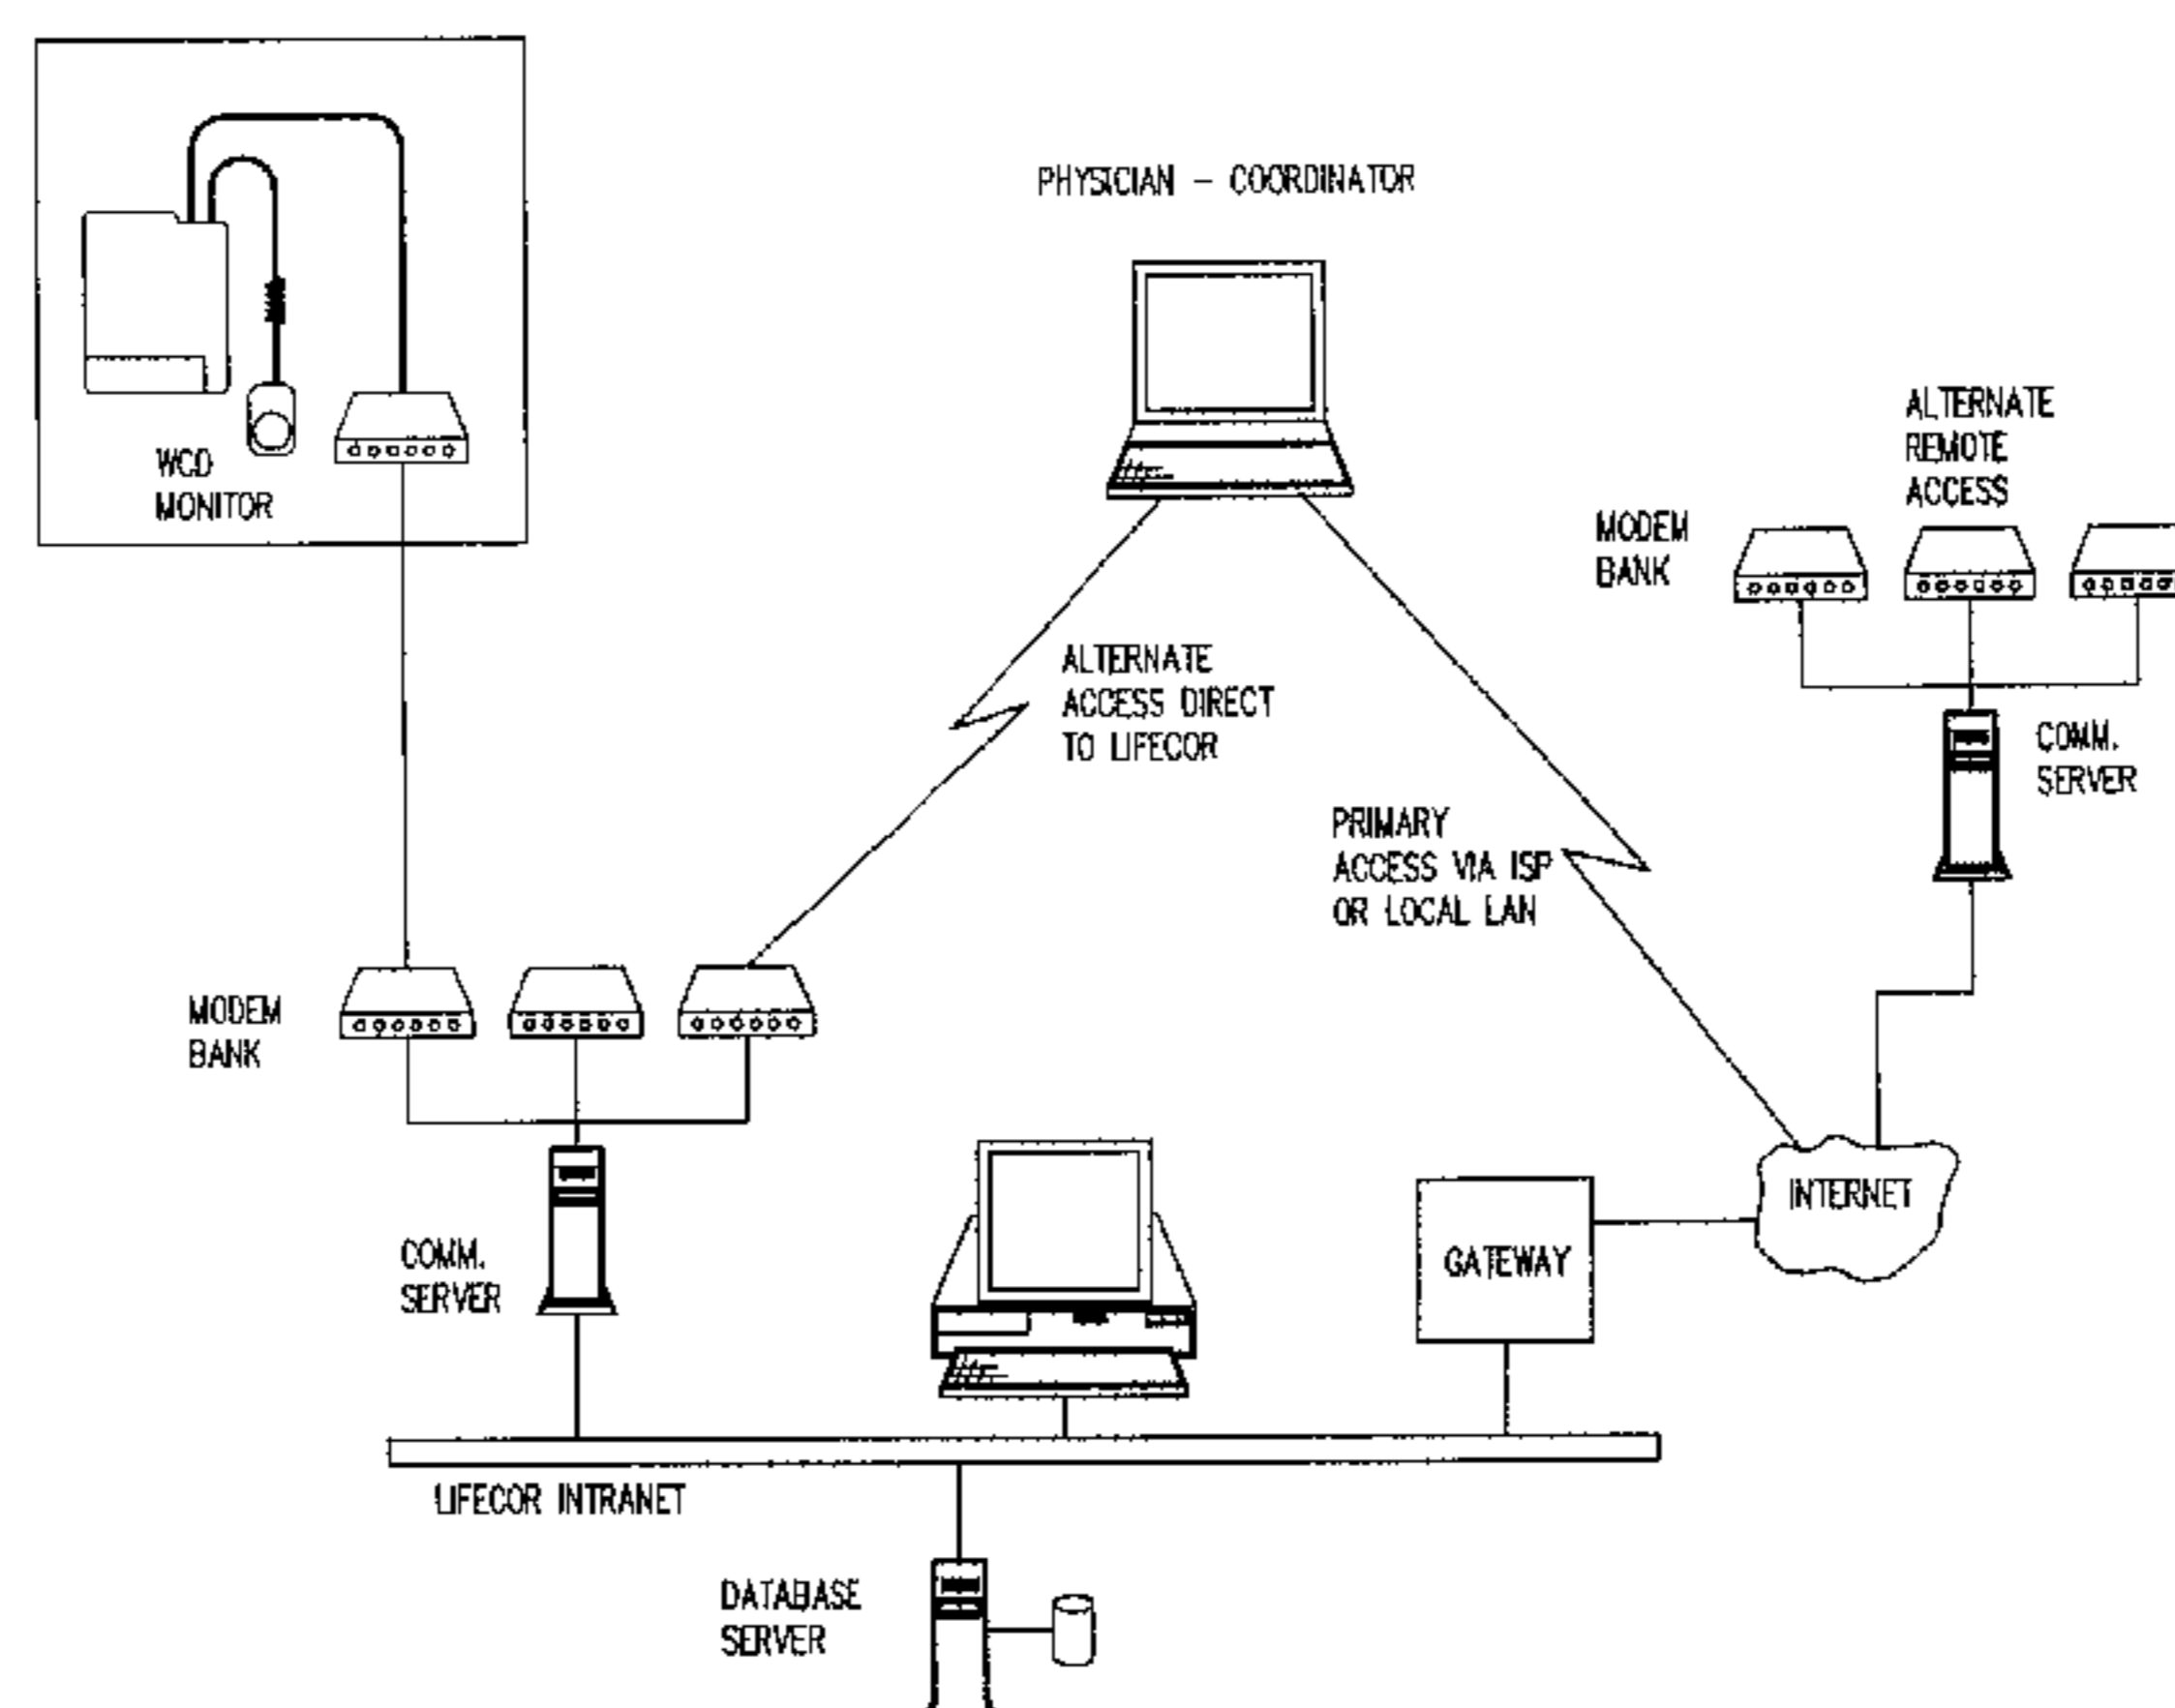 PHYSICIAN – COORDINATOR
WCD
MONITOR
ALTERNATE
REMOTE
ACCESS
MODEM
BANK
ALTERNATE
ACCESS DIRECT
TO LIFECOR
COMM.
SERVER
PRIMARY
ACCESS VIA ISP
OR LOCAL LAN
MODEM
BANK
INTERNET
GATEWAY
COMM.
SERVER
LIFECOR INTRANET
DATABASE
SERVER